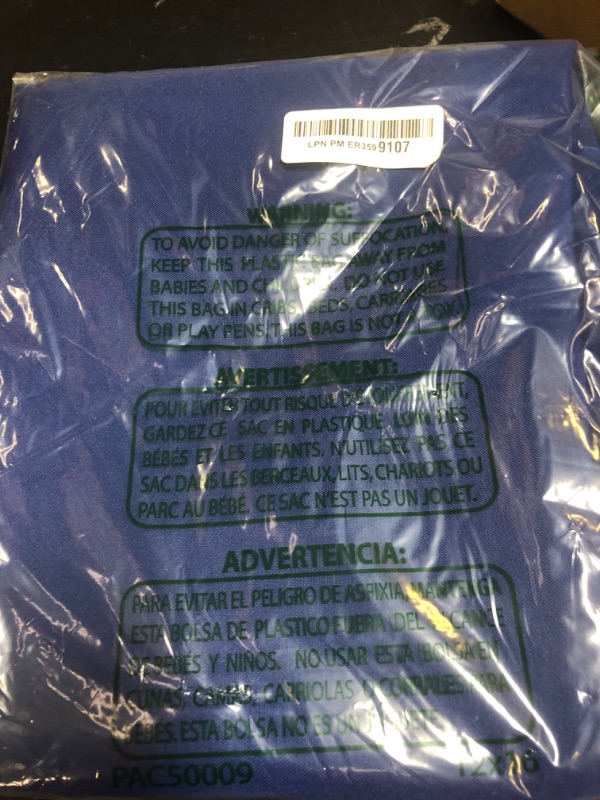 LPN PM ER359 9107
WARNING:
TO AVOID DANGER OF SUFFOCATION,
KEEP THIS PLASTIC BAG AWAY FROM
BABIES AND CHILDREN. DO NOT USE
THIS BAG IN CRIBS, BEDS, CARRIAGES
OR PLAY PENS. THIS BAG IS NOT A TOY.
AVERTISSEMENT:
POUR EVITER TOUT RISQUE D'ETOUFFEMENT,
GARDEZ CE SAC EN PLASTIQUE LOIN DES
BÉBÉS ET LES ENFANTS. N'UTILISEZ PAS CE
SAC DANS LES BERCEAUX, LITS, CHARIOTS OU
PARC AU BÉBÉ. CE SAC N'EST PAS UN JOUET.
ADVERTENCIA:
PARA EVITAR EL PELIGRO DE ASFIXIA, MANTENGA
ESTA BOLSA DE PLASTICO FUERA DEL ALCANCE
DE BEBES Y NIÑOS. NO USAR ESTA BOLSA EN
CUNAS, CAMAS, CARRIOLAS O CORRALES PARA
BEBES. ESTA BOLSA NO ES UN JUGUETE.
PAC50009 12x16